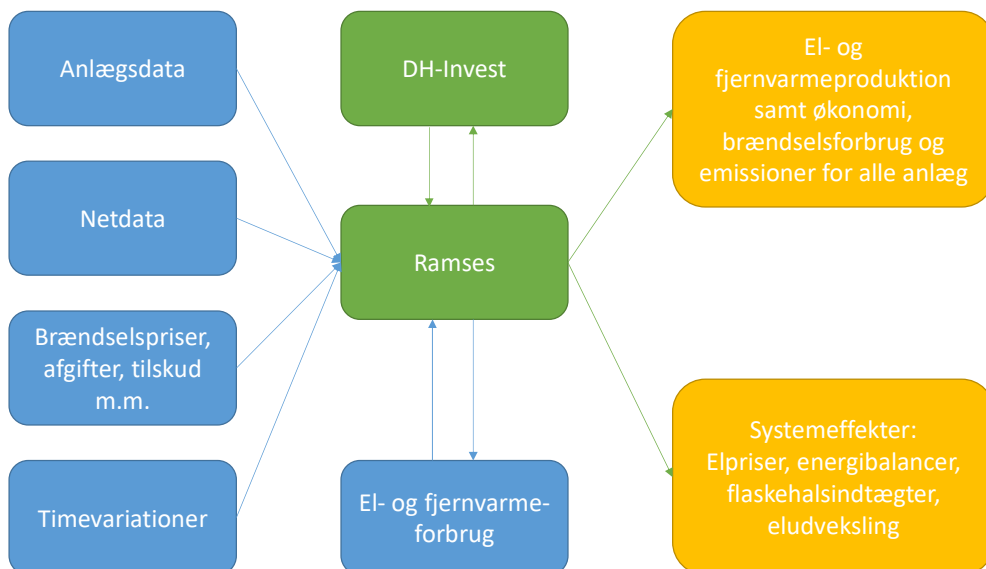 Anlægsdata
Netdata
Brændselspriser,
afgifter, tilskud
m.m.
Timevariationer
DH-Invest
Ramses
El- og fjernvarme-
forbrug
El- og
fjernvarmeproduktion
samt økonomi,
brændselsforbrug og
emissioner for alle anlæg
Systemeffekter:
Elpriser, energibalancer,
flaskehalsindtægter,
eludveksling